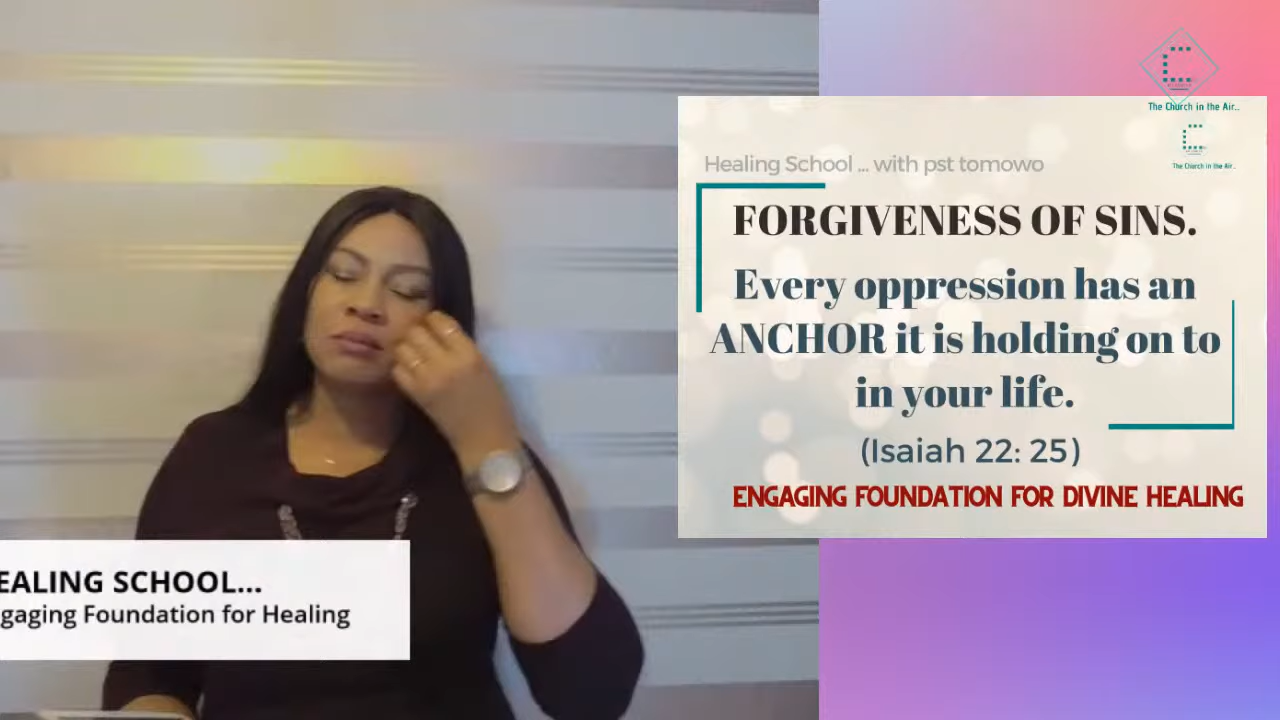 The Church in the Air...
The Church in the Air..
Healing School ... with pst tomowo
FORGIVENESS OF SINS.
Every oppression has an
ANCHOR it is holding on to
in your life.
(Isaiah 22: 25)
ENGAGING FOUNDATION FOR DIVINE HEALING
EALING SCHOOL...
gaging Foundation for Healing